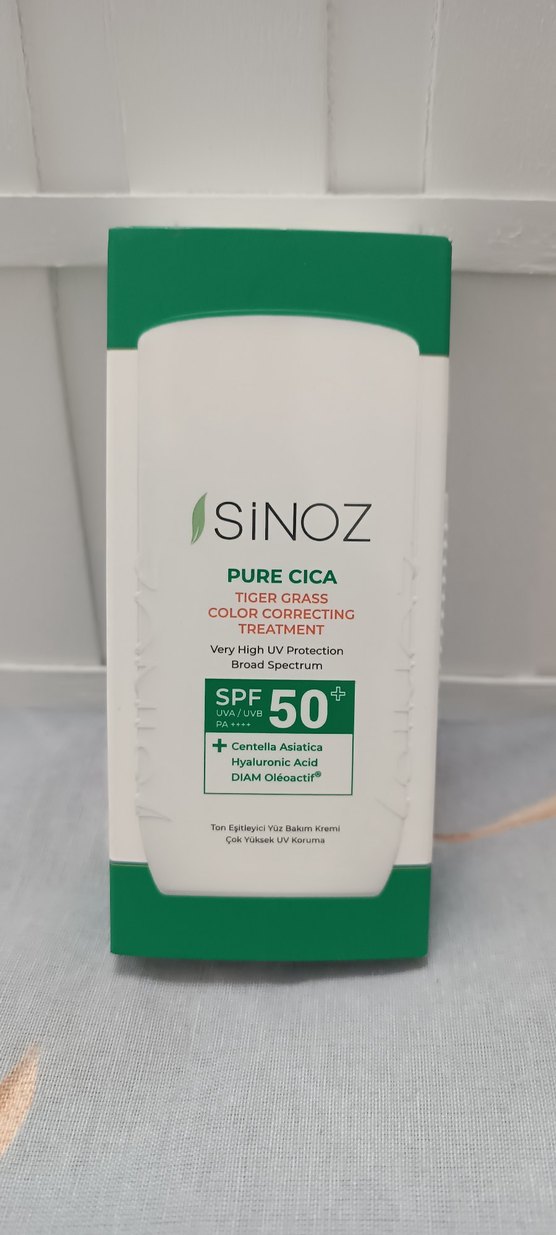 SiNOZ
PURE CICA
TIGER GRASS
COLOR CORRECTING
TREATMENT
Very High UV Protection
Broad Spectrum
SPF 50+
UVA / UVB
PA ++++
+ Centella Asiatica
Hyaluronic Acid
DIAM Oléoactif®
Ton Eşitleyici Yüz Bakım Kremi
Çok Yüksek UV Koruma